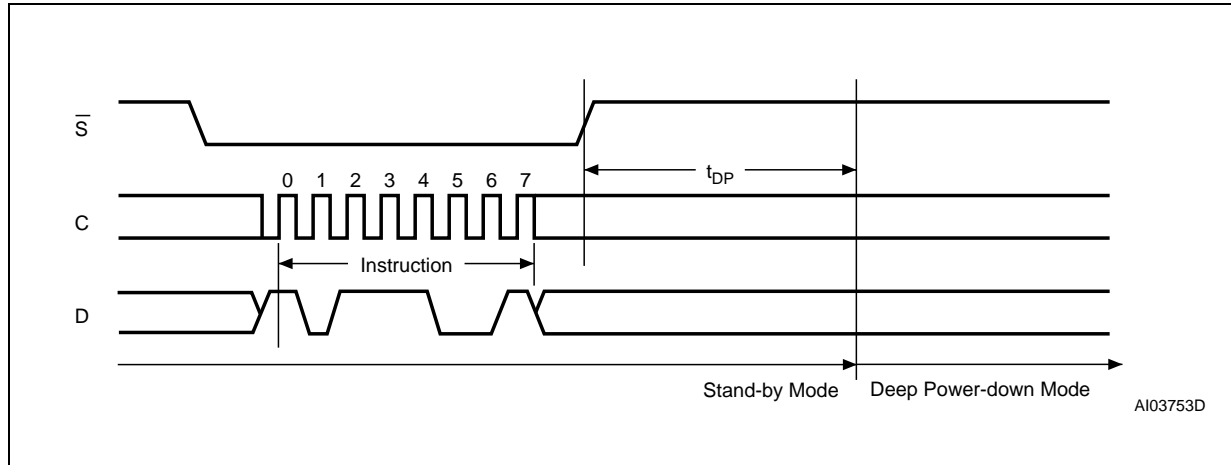 S̅
0 1 2 3 4 5 6 7
tDP
C
Instruction
D
Stand-by Mode Deep Power-down Mode
AI03753D